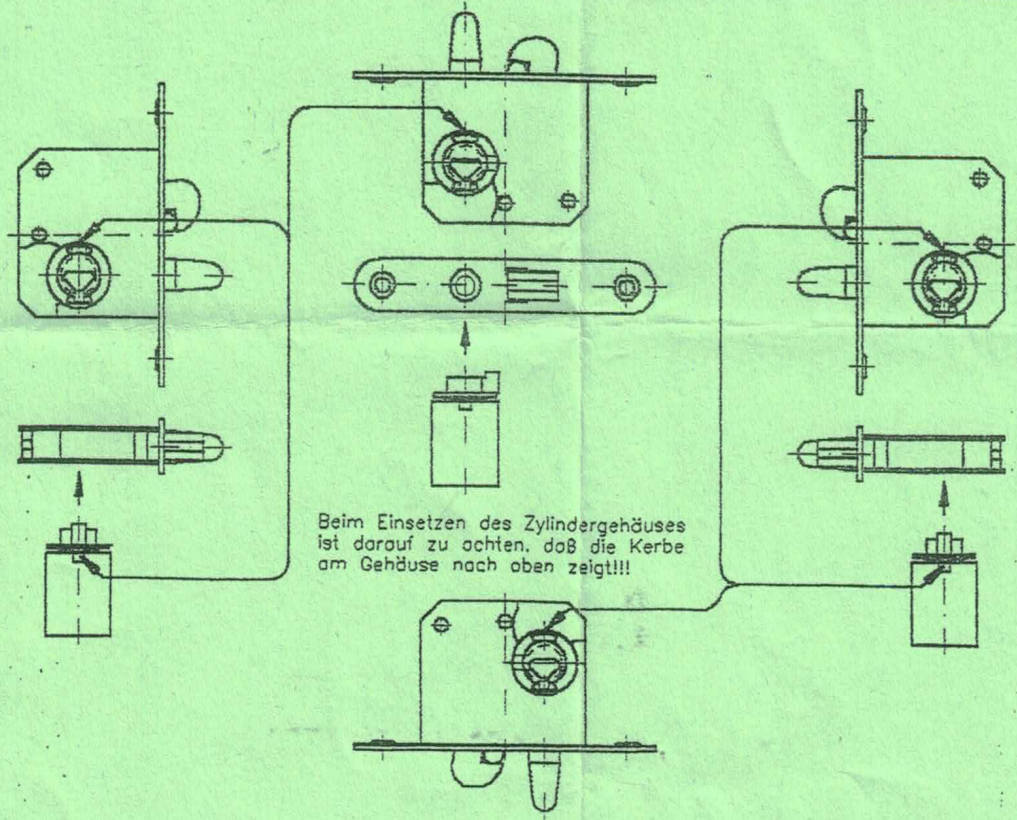 Beim Einsetzen des Zylindergehäuses
ist darauf zu achten, daß die Kerbe
am Gehäuse nach oben zeigt!!!